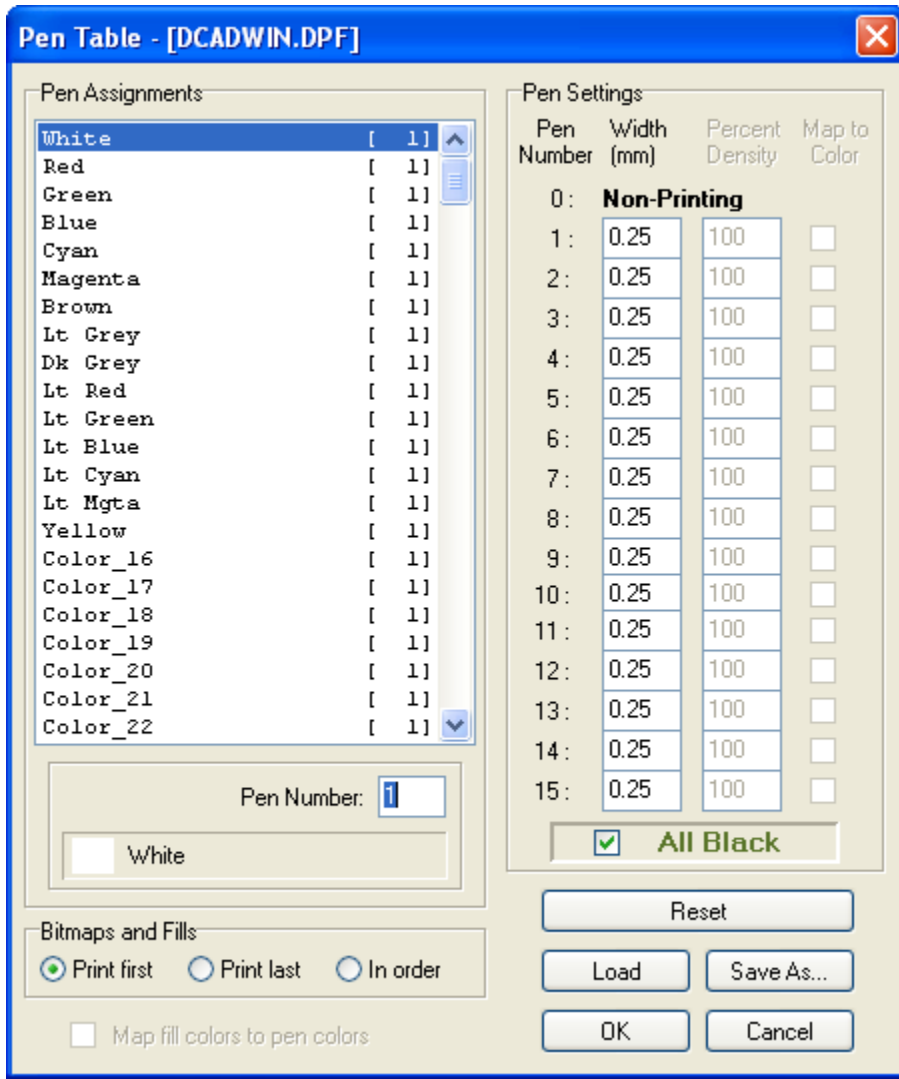 Pen Table - [DCADWIN.DPF]
Pen Assignments
White [ 1]
Red [ 1]
Green [ 1]
Blue [ 1]
Cyan [ 1]
Magenta [ 1]
Brown [ 1]
Lt Grey [ 1]
Dk Grey [ 1]
Lt Red [ 1]
Lt Green [ 1]
Lt Blue [ 1]
Lt Cyan [ 1]
Lt Mgta [ 1]
Yellow [ 1]
Color_16 [ 1]
Color_17 [ 1]
Color_18 [ 1]
Color_19 [ 1]
Color_20 [ 1]
Color_21 [ 1]
Color_22 [ 1]
Pen Number: 1
White
Bitmaps and Fills
Print first Print last In order
Map fill colors to pen colors
Pen Settings
Pen Width Percent Map to
Number (mm) Density Color
0 : Non-Printing
1 : 0.25 100
2 : 0.25 100
3 : 0.25 100
4 : 0.25 100
5 : 0.25 100
6 : 0.25 100
7 : 0.25 100
8 : 0.25 100
9 : 0.25 100
10 : 0.25 100
11 : 0.25 100
12 : 0.25 100
13 : 0.25 100
14 : 0.25 100
15 : 0.25 100
All Black
Reset
Load Save As...
OK Cancel